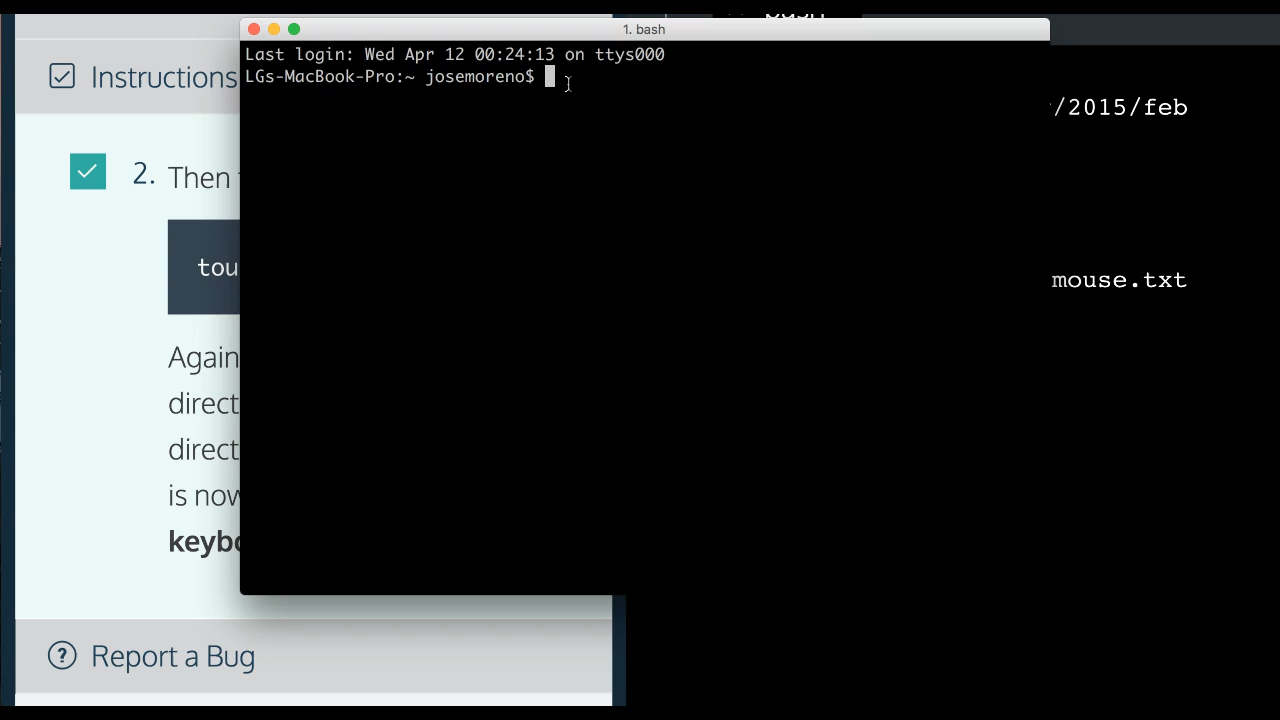 1. bash
Last login: Wed Apr 12 00:24:13 on ttys000
LGs-MacBook-Pro:~ josemoreno$
Instructions
/2015/feb
2. Then
tou
mouse.txt
Again
direct
direct
is now
keybo
? Report a Bug